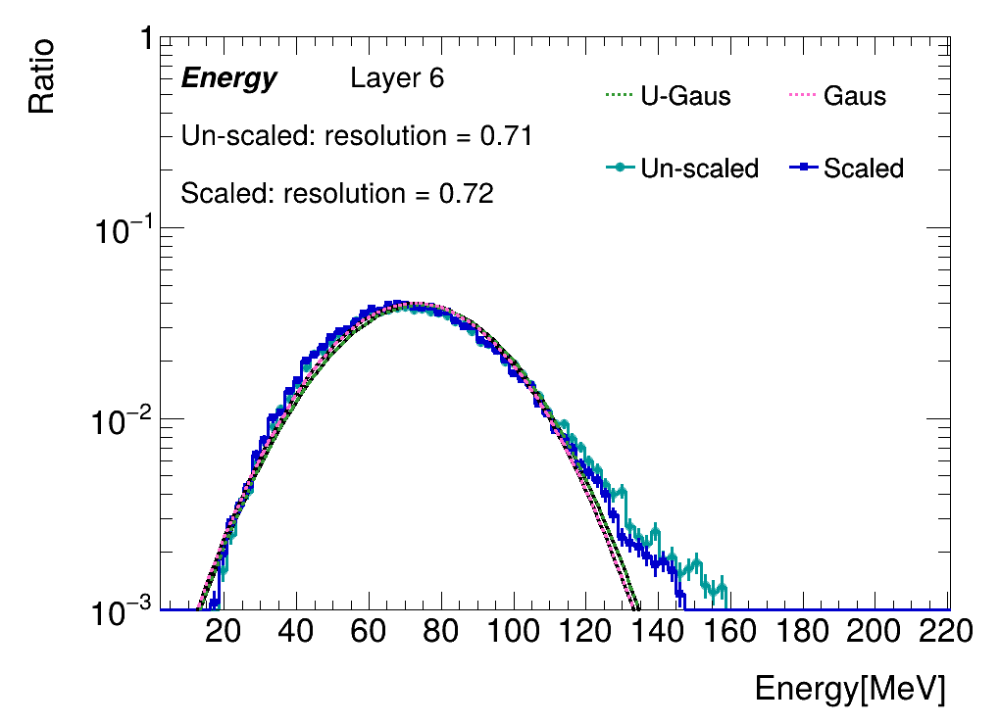 Ratio
1
10⁻¹
10⁻²
10⁻³
Energy Layer 6
Un-scaled: resolution = 0.71
Scaled: resolution = 0.72
U-Gaus Gaus
Un-scaled Scaled
20 40 60 80 100 120 140 160 180 200 220
Energy[MeV]